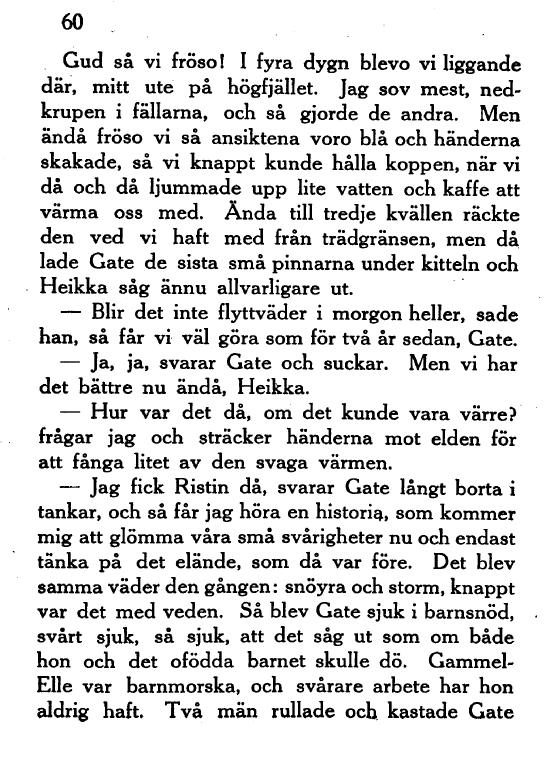 60
Gud så vi fröso! I fyra dygn blevo vi liggande
där, mitt ute på högfjället. Jag sov mest, ned-
krupen i fällarna, och så gjorde de andra. Men
ändå fröso vi så ansiktena voro blå och händerna
skakade, så vi knappt kunde hålla koppen, när vi
då och då ljummade upp lite vatten och kaffe att
värma oss med. Ända till tredje kvällen räckte
den ved vi haft med från trädgränsen, men då
lade Gate de sista små pinnarna under kitteln och
Heikka såg ännu allvarligare ut.
— Blir det inte flyttväder i morgon heller, sade
han, så får vi väl göra som för två år sedan, Gate.
— Ja, ja, svarar Gate och suckar. Men vi har
det bättre nu ändå, Heikka.
— Hur var det då, om det kunde vara värre?
frågar jag och sträcker händerna mot elden för
att fånga litet av den svaga värmen.
— Jag fick Ristin då, svarar Gate långt borta i
tankar, och så får jag höra en historia, som kommer
mig att glömma våra små svårigheter nu och endast
tänka på det elände, som då var före. Det blev
samma väder den gången: snöyra och storm, knappt
var det med veden. Så blev Gate sjuk i barnsnöd,
svårt sjuk, så sjuk, att det såg ut som om både
hon och det ofödda barnet skulle dö. Gammel-
Elle var barnmorska, och svårare arbete har hon
aldrig haft. Två män rullade och kastade Gate